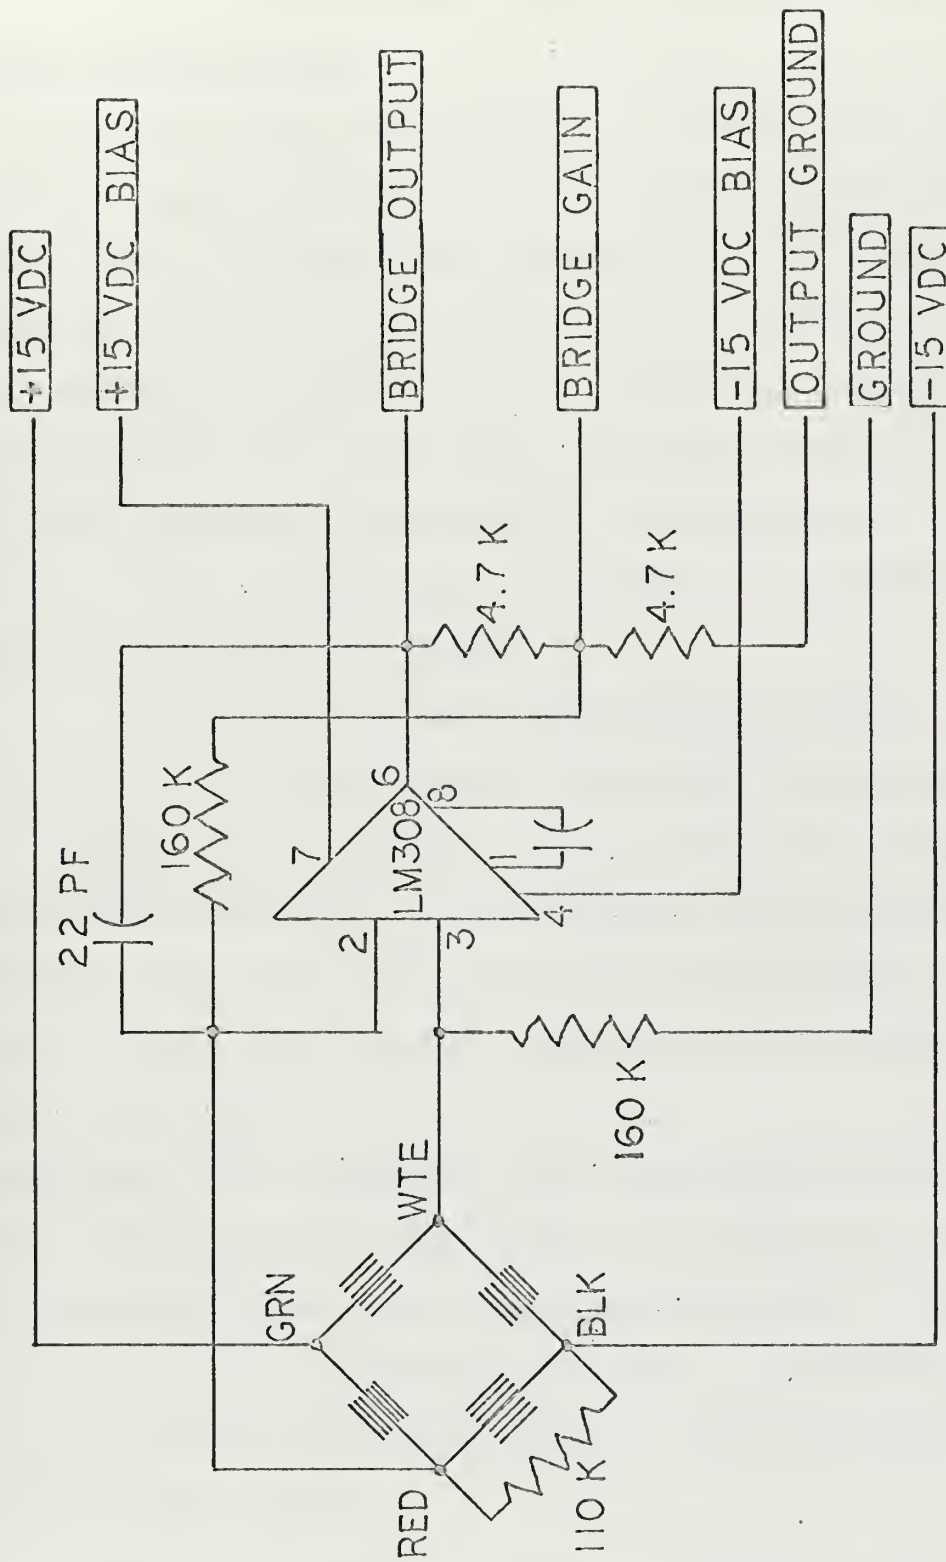 +15 VDC
+15 VDC BIAS
22 PF
160 K
7
BRIDGE OUTPUT
2
LM308
6
GRN
8
4.7 K
RED
WTE
3
1
BRIDGE GAIN
4
4.7 K
110 K
BLK
160 K
-15 VDC BIAS
OUTPUT GROUND
GROUND
-15 VDC